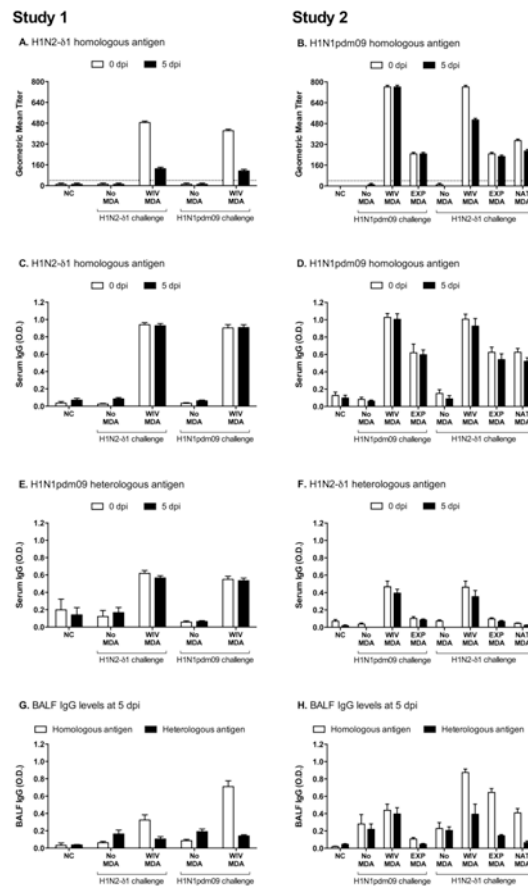 Study 1
Study 2
A. H1N2-δ1 homologous antigen
0 dpi
5 dpi
Geometric Mean Titer
800
640
480
320
160
0
NC
No MDA
WIV MDA
No MDA
WIV MDA
H1N2-δ1 challenge
H1N1pdm09 challenge
B. H1N1pdm09 homologous antigen
0 dpi
5 dpi
Geometric Mean Titer
800
640
480
320
160
0
NC
No MDA
WIV MDA
EXP MDA
No MDA
WIV MDA
EXP MDA
NAT MDA
H1N1pdm09 challenge
H1N2-δ1 challenge
C. H1N2-δ1 homologous antigen
0 dpi
5 dpi
Serum IgG (O.D.)
1.2
1.0
0.8
0.6
0.4
0.2
0.0
NC
No MDA
WIV MDA
No MDA
WIV MDA
H1N2-δ1 challenge
H1N1pdm09 challenge
D. H1N1pdm09 homologous antigen
0 dpi
5 dpi
Serum IgG (O.D.)
1.2
1.0
0.8
0.6
0.4
0.2
0.0
NC
No MDA
WIV MDA
EXP MDA
No MDA
WIV MDA
EXP MDA
NAT MDA
H1N1pdm09 challenge
H1N2-δ1 challenge
E. H1N1pdm09 heterologous antigen
0 dpi
5 dpi
Serum IgG (O.D.)
1.2
1.0
0.8
0.6
0.4
0.2
0.0
NC
No MDA
WIV MDA
No MDA
WIV MDA
H1N2-δ1 challenge
H1N1pdm09 challenge
F. H1N2-δ1 heterologous antigen
0 dpi
5 dpi
Serum IgG (O.D.)
1.2
1.0
0.8
0.6
0.4
0.2
0.0
NC
No MDA
WIV MDA
EXP MDA
No MDA
WIV MDA
EXP MDA
NAT MDA
H1N1pdm09 challenge
H1N2-δ1 challenge
G. BALF IgG levels at 5 dpi
Homologous antigen
Heterologous antigen
BALF IgG (O.D.)
1.2
1.0
0.8
0.6
0.4
0.2
0.0
NC
No MDA
WIV MDA
No MDA
WIV MDA
H1N2-δ1 challenge
H1N1pdm09 challenge
H. BALF IgG levels at 5 dpi
Homologous antigen
Heterologous antigen
BALF IgG (O.D.)
1.2
1.0
0.8
0.6
0.4
0.2
0.0
NC
No MDA
WIV MDA
EXP MDA
No MDA
WIV MDA
EXP MDA
NAT MDA
H1N1pdm09 challenge
H1N2-δ1 challenge